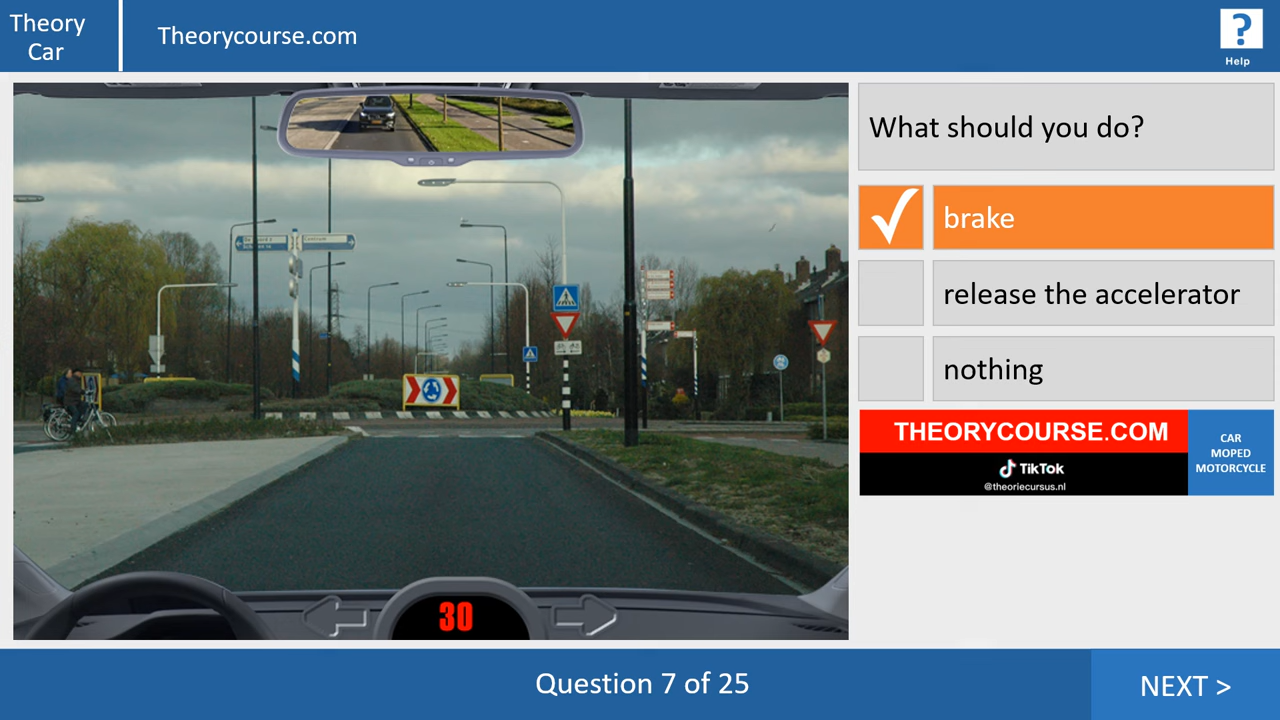 Theory
Car
Theorycourse.com
?
Help
What should you do?
brake
release the accelerator
nothing
Centrum
THEORYCOURSE.COM
TikTok
@theoriecursus.nl
CAR
MOPED
MOTORCYCLE
30
Question 7 of 25
NEXT >